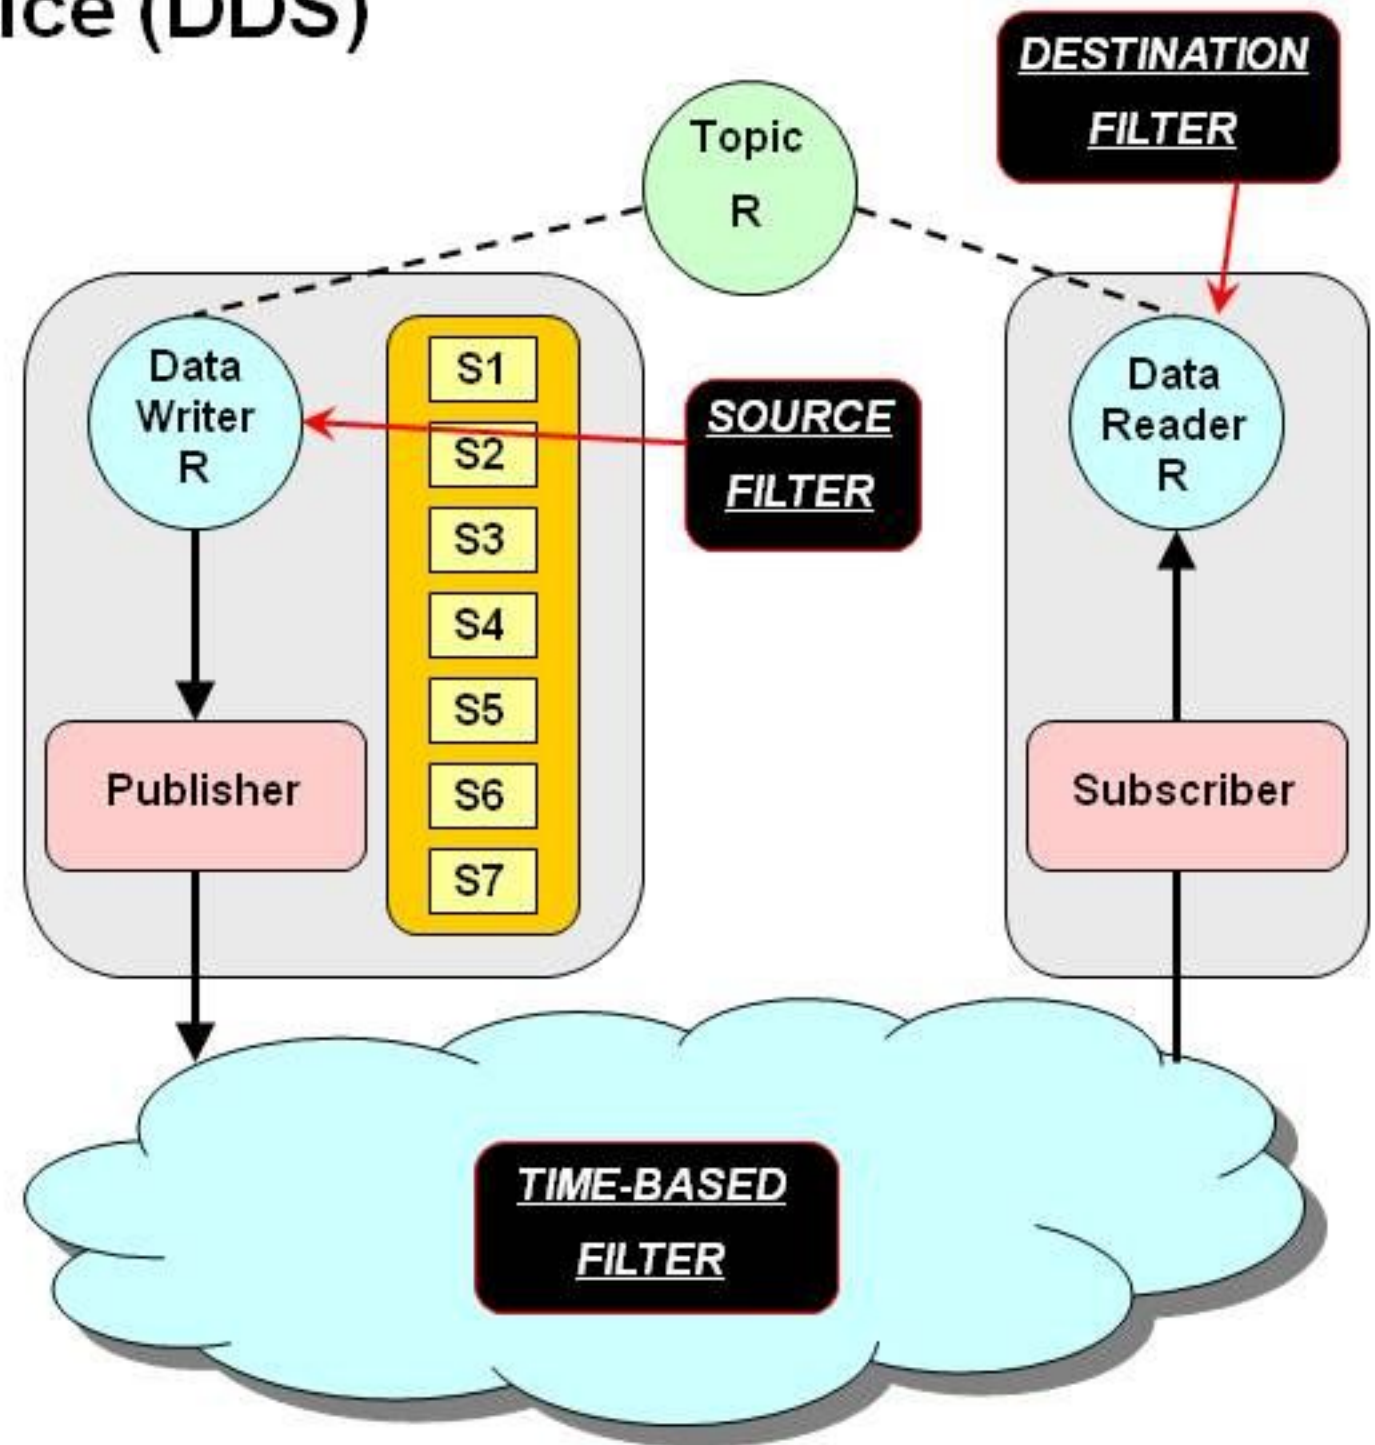 ice (DDS)
DESTINATION
FILTER
Topic
R
Data
Writer
R
S1
S2
S3
S4
S5
S6
S7
SOURCE
FILTER
Data
Reader
R
Publisher
Subscriber
TIME-BASED
FILTER